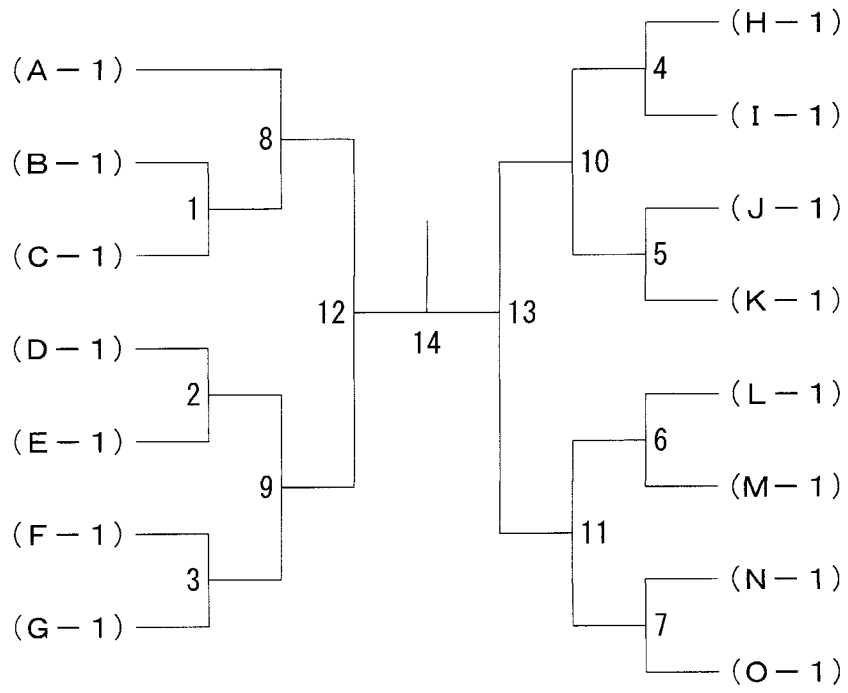 (A-1)
(B-1)
(C-1)
(D-1)
(E-1)
(F-1)
(G-1)
1
2
3
8
9
12
14
13
10
11
4
5
6
7
(H-1)
(I-1)
(J-1)
(K-1)
(L-1)
(M-1)
(N-1)
(O-1)